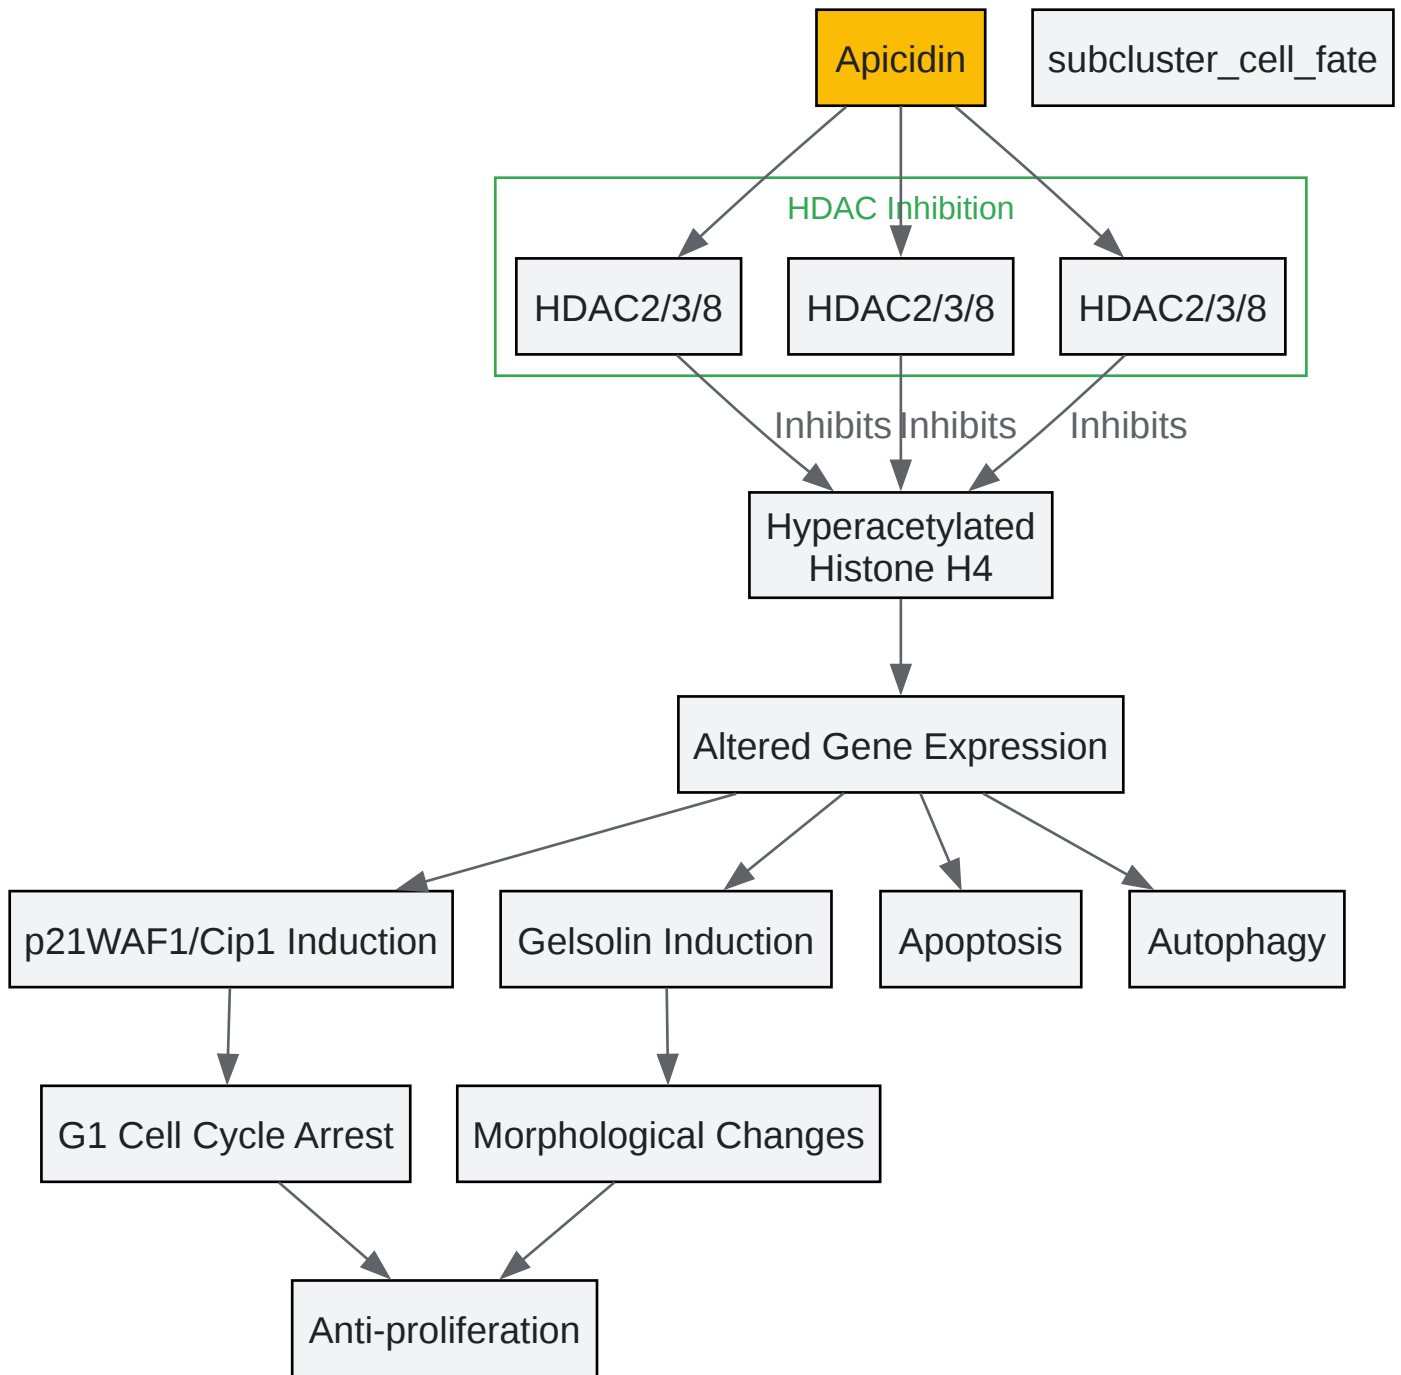 Apicidin
subcluster_cell_fate
HDAC Inhibition
HDAC2/3/8
HDAC2/3/8
HDAC2/3/8
Inhibits
Inhibits
Inhibits
Hyperacetylated
Histone H4
Altered Gene Expression
p21WAF1/Cip1 Induction
Gelsolin Induction
Apoptosis
Autophagy
G1 Cell Cycle Arrest
Morphological Changes
Anti-proliferation